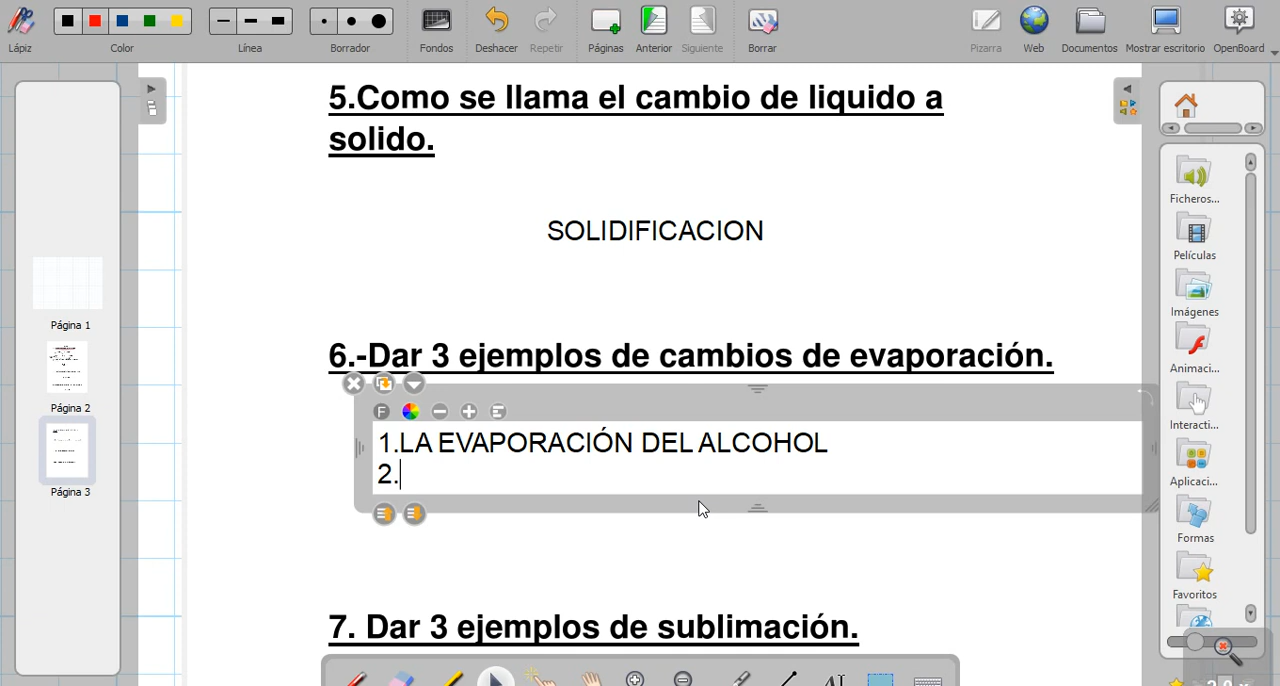 Lápiz
Color
Línea
Borrador
Fondos
Deshacer
Repetir
Páginas
Anterior
Siguiente
Borrar
Pizarra
Web
Documentos
Mostrar escritorio
OpenBoard
Página 1
Página 2
Página 3
5.Como se llama el cambio de liquido a
solido.
SOLIDIFICACION
6.-Dar 3 ejemplos de cambios de evaporación.
F
1.LA EVAPORACIÓN DEL ALCOHOL
2.
7. Dar 3 ejemplos de sublimación.
Ficheros...
Películas
Imágenes
Animaci...
Interacti...
Aplicaci...
Formas
Favoritos